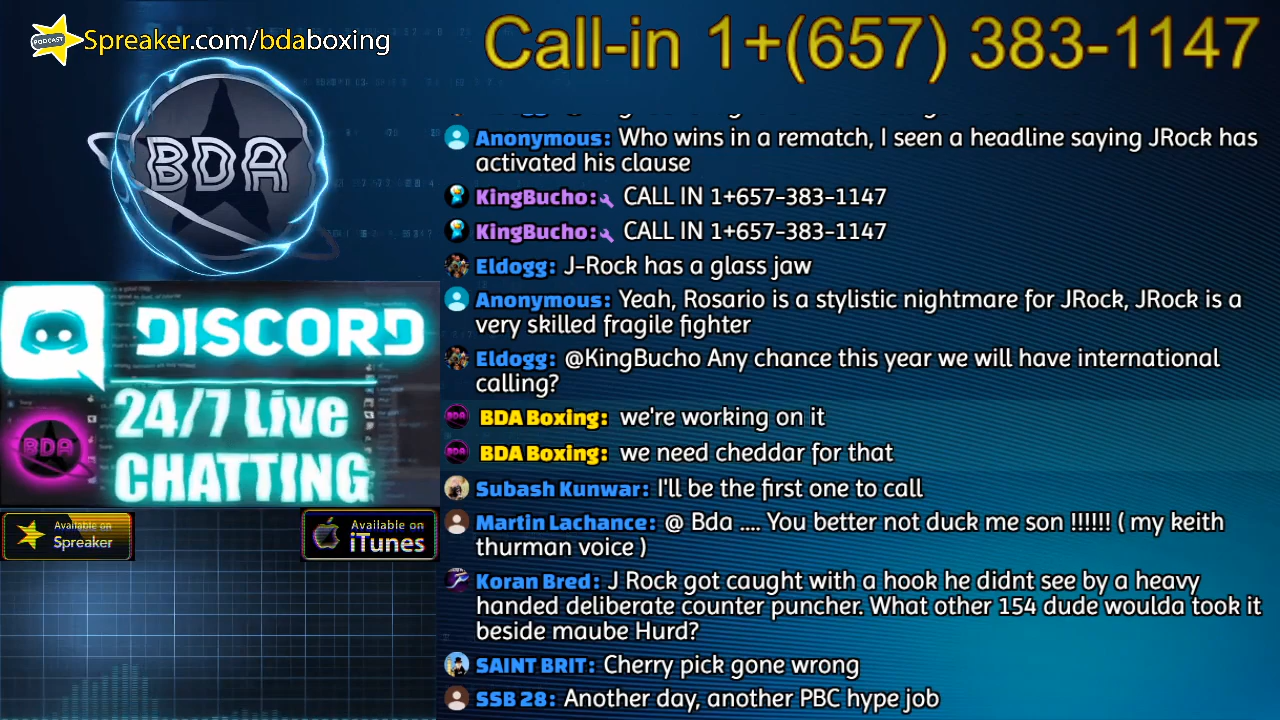 PODCAST
Spreaker.com/bdaboxing
Call-in 1+(657) 383-1147
BDA
Anonymous: Who wins in a rematch, I seen a headline saying JRock has
activated his clause
KingBucho: CALL IN 1+657-383-1147
KingBucho: CALL IN 1+657-383-1147
Eldogg: J-Rock has a glass jaw
Anonymous: Yeah, Rosario is a stylistic nightmare for JRock, JRock is a
very skilled fragile fighter
Eldogg: @KingBucho Any chance this year we will have international
calling?
BDA Boxing: we're working on it
BDA Boxing: we need cheddar for that
Subash Kunwar: I'll be the first one to call
Martin Lachance: @ Bda .... You better not duck me son !!!!!! ( my keith
thurman voice )
Koran Bred: J Rock got caught with a hook he didnt see by a heavy
handed deliberate counter puncher. What other 154 dude woulda took it
beside maube Hurd?
SAINT BRIT: Cherry pick gone wrong
SSB 28: Another day, another PBC hype job
DISCORD
24/7 Live
CHATTING
BDA
Available on
Spreaker
Available on
iTunes